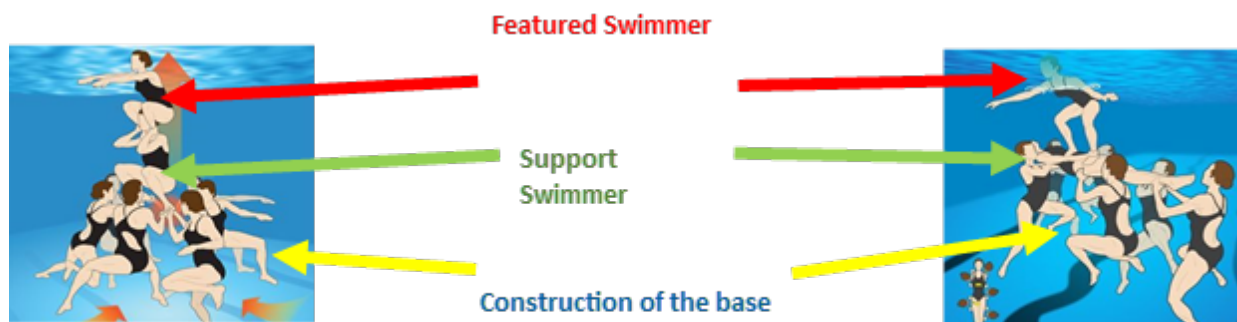 Featured Swimmer
Support
Swimmer
Construction of the base